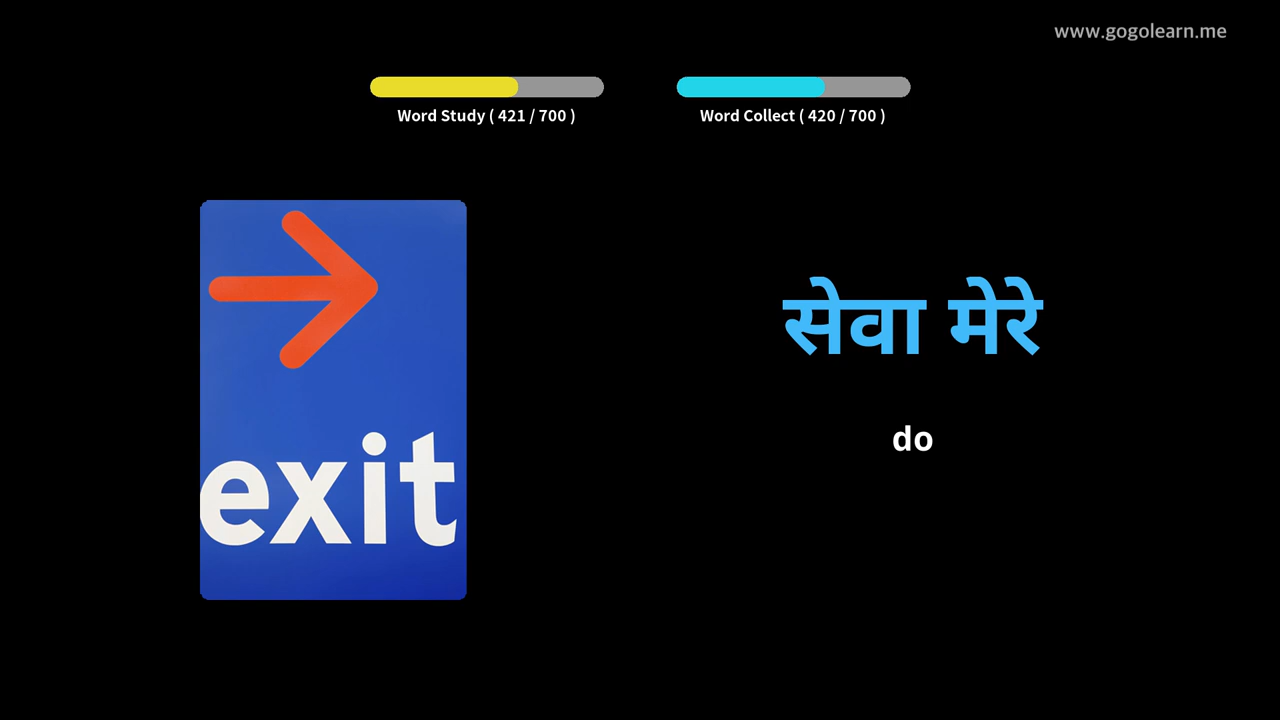 www.gogolearn.me
Word Study ( 421 / 700 )
Word Collect ( 420 / 700 )
exit
सेवा मेरे
do